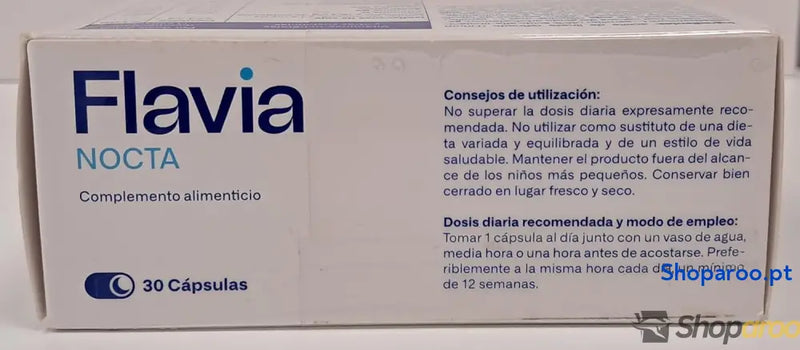 Flavia
NOCTA
Complemento alimenticio
30 Cápsulas
Consejos de utilización:
No superar la dosis diaria expresamente reco-
mendada. No utilizar como sustituto de una die-
ta variada y equilibrada y de un estilo de vida
saludable. Mantener el producto fuera del alcan-
ce de los niños más pequeños. Conservar bien
cerrado en lugar fresco y seco.
Dosis diaria recomendada y modo de empleo:
Tomar 1 cápsula al día junto con un vaso de agua,
media hora o una hora antes de acostarse. Prefe-
riblemente a la misma hora cada día, un mínimo
de 12 semanas.
Shoparoo.pt
Shoparoo